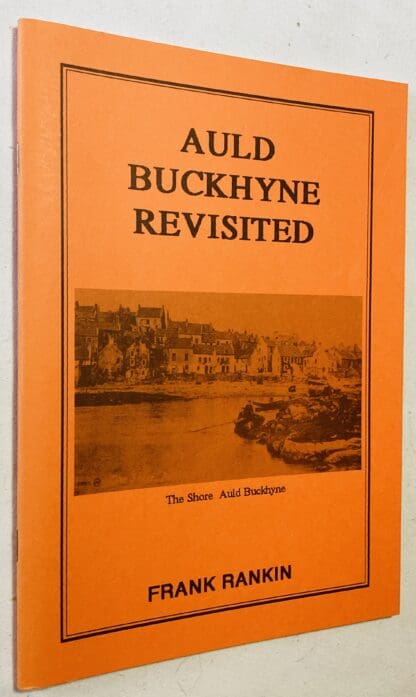 AULD
BUCKHYNE
REVISITED
The Shore Auld Buckhyne
FRANK RANKIN